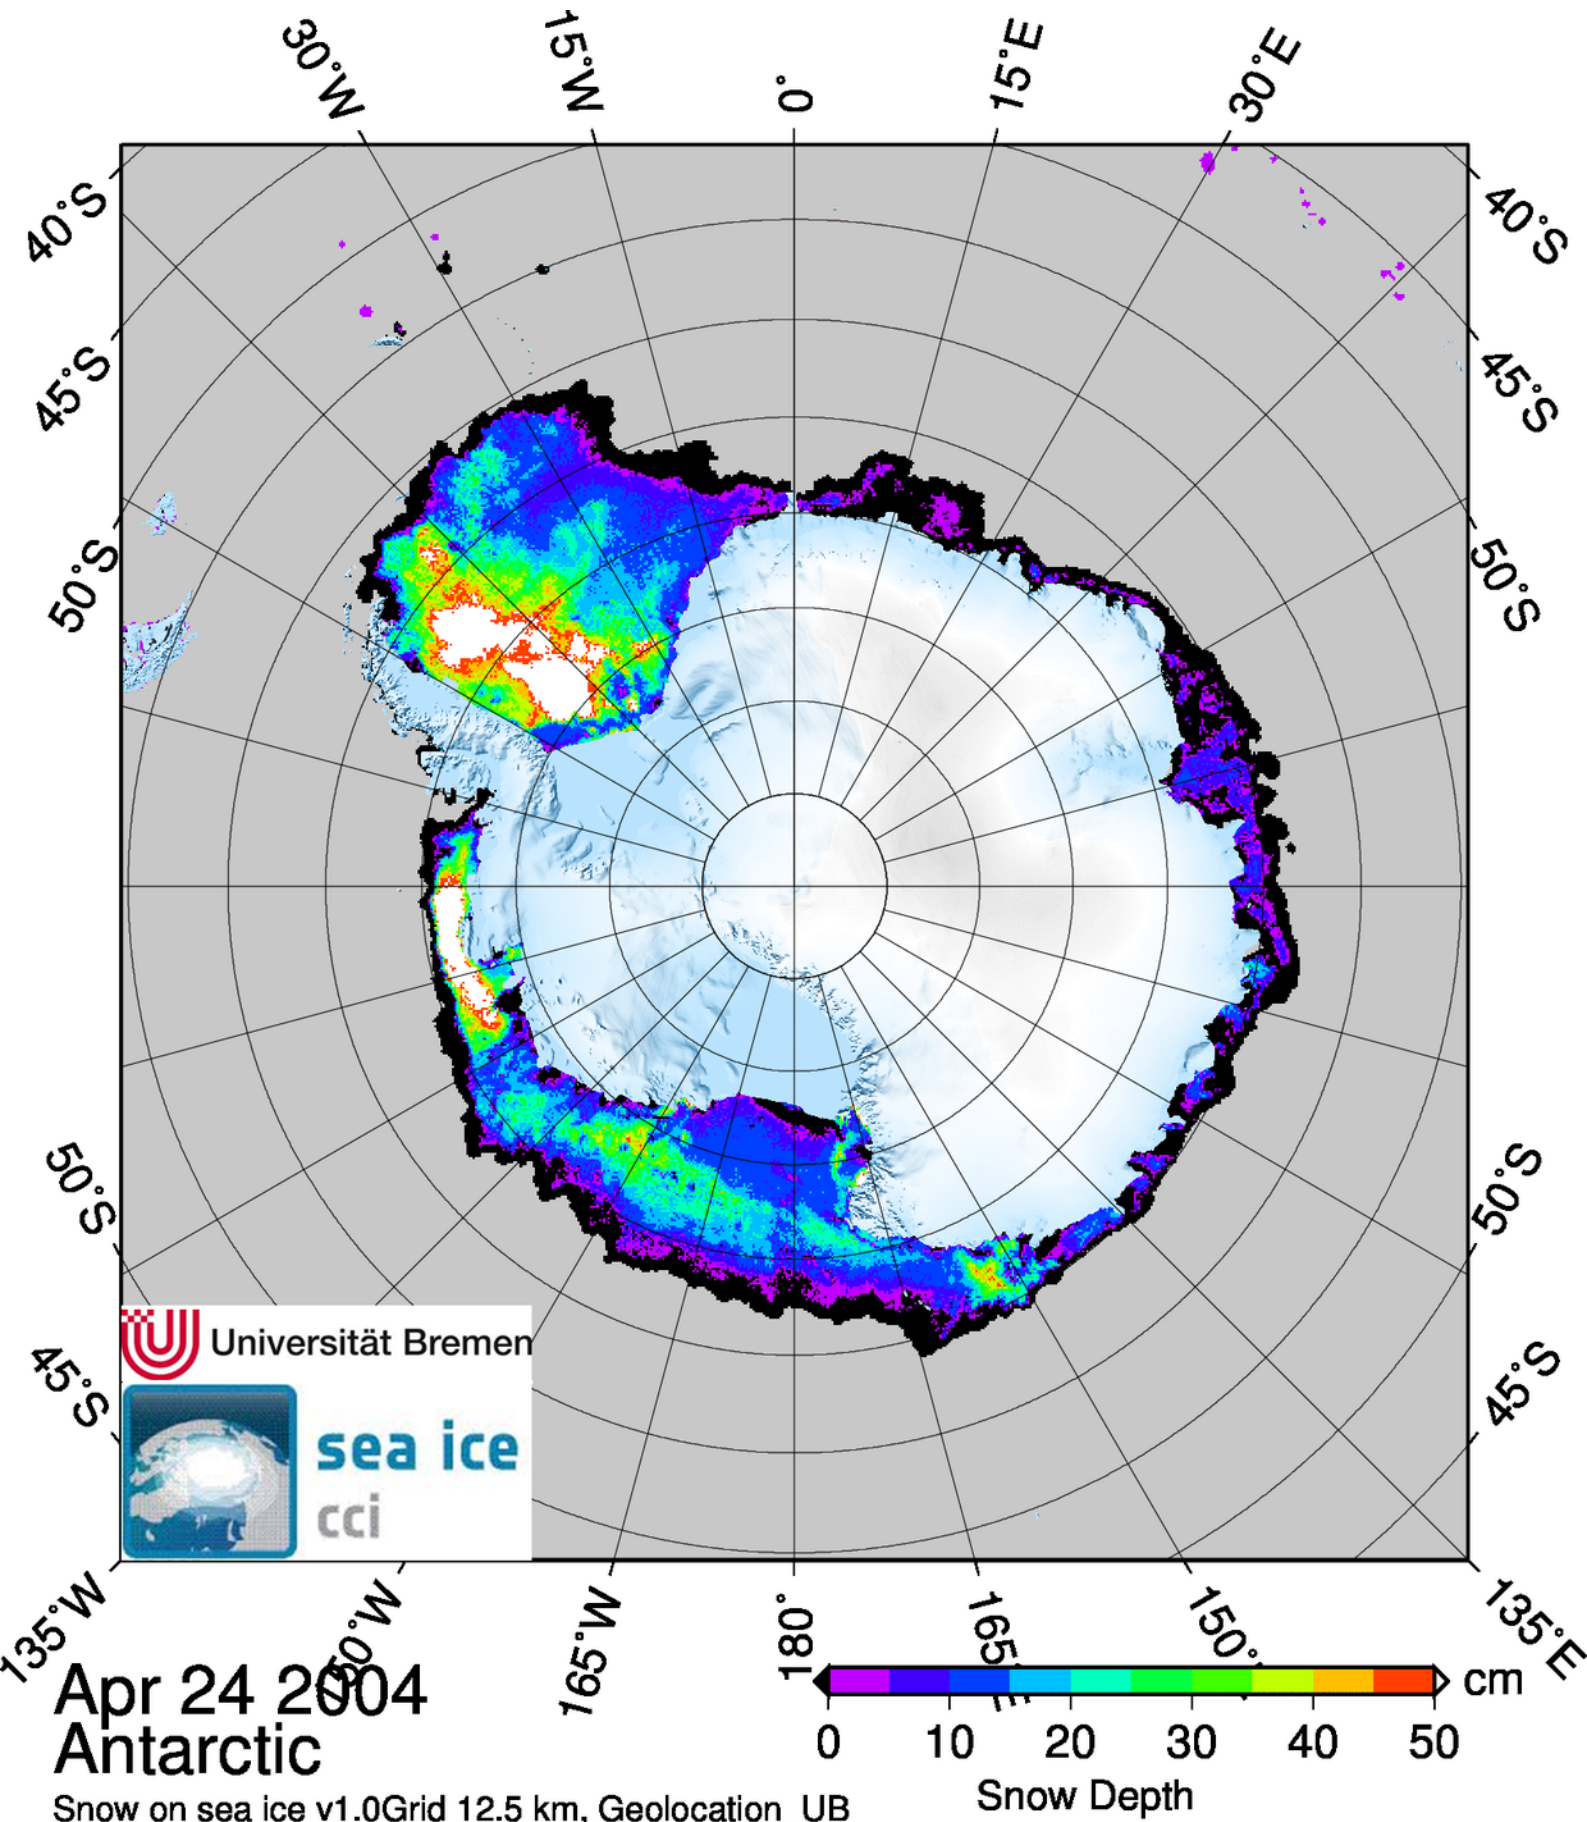 30°W
15°W
0°
15°E
30°E
40°S
40°S
45°S
45°S
50°S
50°S
50°S
50°S
45°S
45°S
Universität Bremen
sea ice
cci
135°W
165°W
180°
135°E
Apr 24 2004
Antarctic
Snow on sea ice v1.0Grid 12.5 km, Geolocation UB
cm
0 10 20 30 40 50
Snow Depth